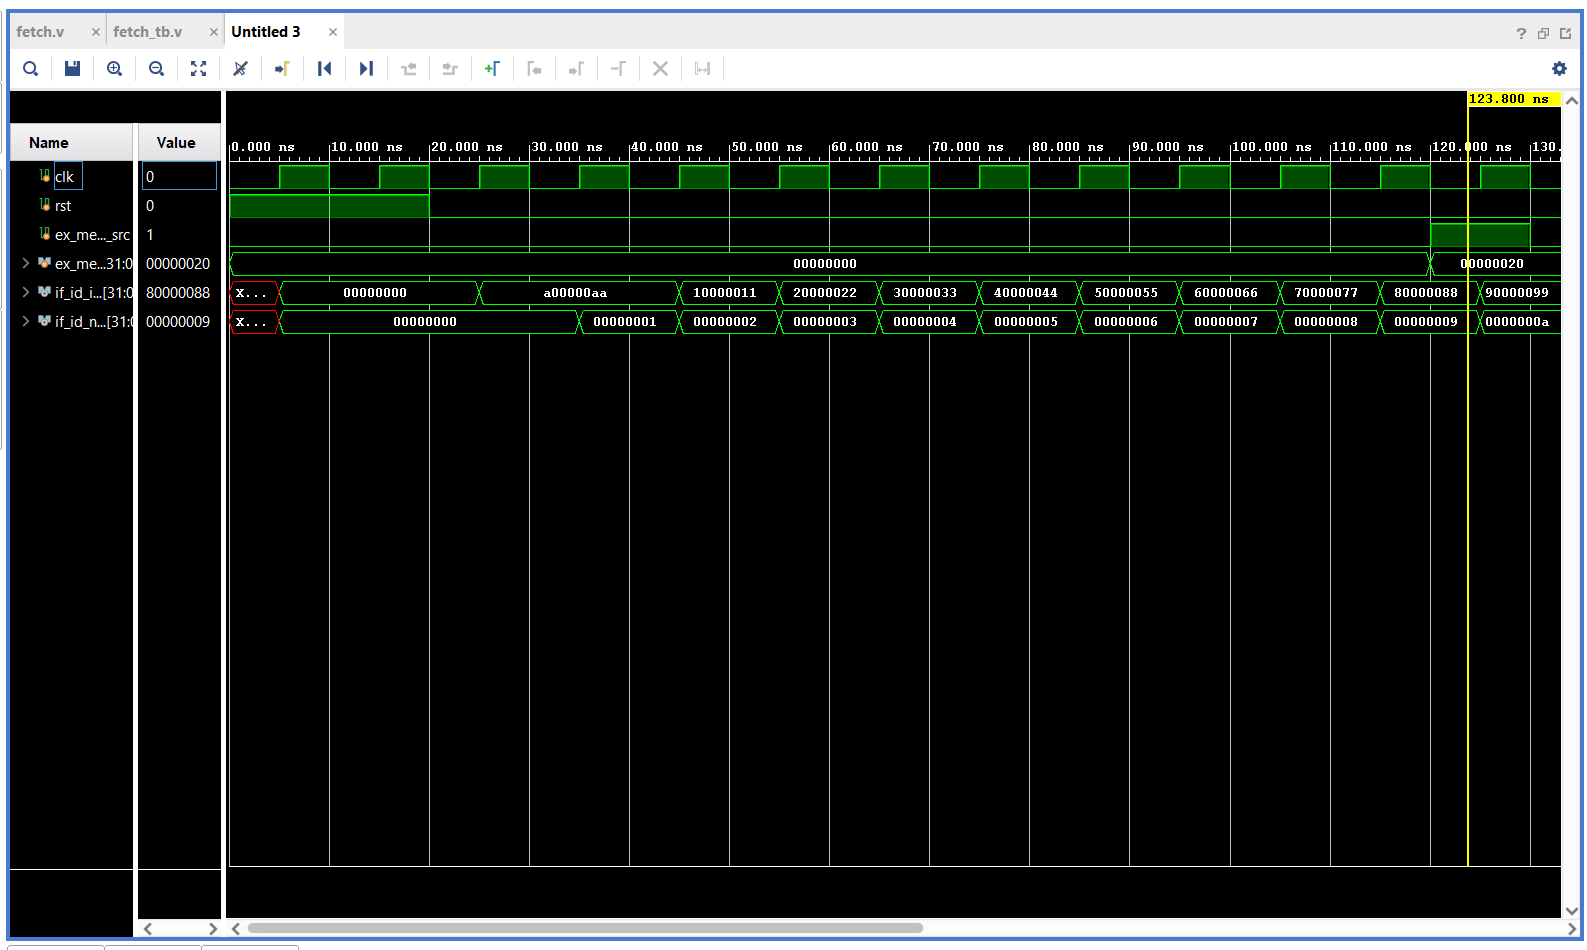 fetch.v × fetch_tb.v × Untitled 3 × ?
123.800 ns
Name Value
0.000 ns 10.000 ns 20.000 ns 30.000 ns 40.000 ns 50.000 ns 60.000 ns 70.000 ns 80.000 ns 90.000 ns 100.000 ns 110.000 ns 120.000 ns 130.
clk 0
rst 0
ex_me..._src 1
ex_me...31:0 00000020 00000000 00000020
if_id_i...[31:0 80000088 X... 00000000 a00000aa 10000011 20000022 30000033 40000044 50000055 60000066 70000077 80000088 90000099
if_id_n...[31:0 00000009 X... 00000000 00000001 00000002 00000003 00000004 00000005 00000006 00000007 00000008 00000009 0000000a